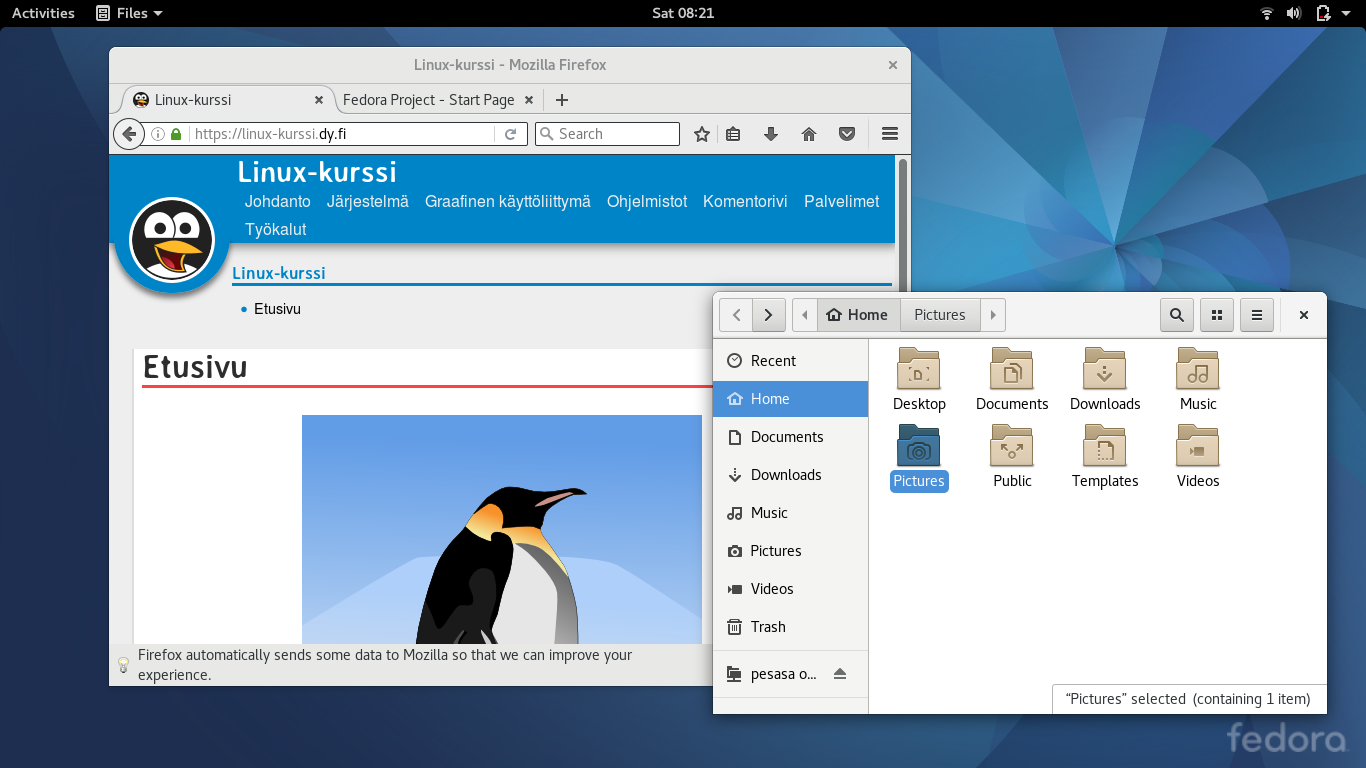 Activities Files Sat 08:21
Linux-kurssi - Mozilla Firefox
Linux-kurssi Fedora Project - Start Page
https://linux-kurssi.dy.fi Search
Linux-kurssi
Johdanto Järjestelmä Graafinen käyttöliittymä Ohjelmistot Komentorivi Palvelimet
Työkalut
Linux-kurssi
Etusivu
Etusivu
Firefox automatically sends some data to Mozilla so that we can improve your
experience.
Home Pictures
Recent
Home
Documents
Downloads
Music
Pictures
Videos
Trash
pesasa o...
Desktop Documents Downloads Music
Pictures Public Templates Videos
“Pictures” selected (containing 1 item)
fedora